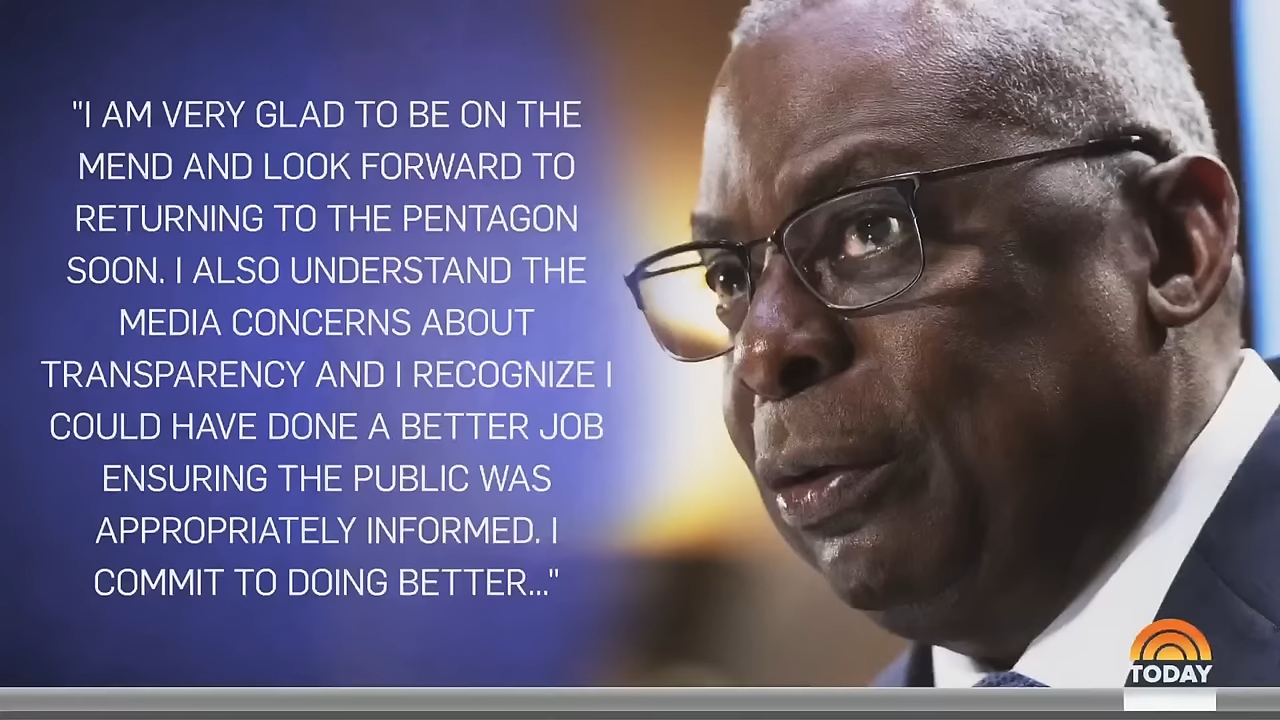 "I AM VERY GLAD TO BE ON THE
MEND AND LOOK FORWARD TO
RETURNING TO THE PENTAGON
SOON. I ALSO UNDERSTAND THE
MEDIA CONCERNS ABOUT
TRANSPARENCY AND I RECOGNIZE I
COULD HAVE DONE A BETTER JOB
ENSURING THE PUBLIC WAS
APPROPRIATELY INFORMED. I
COMMIT TO DOING BETTER..."
TODAY